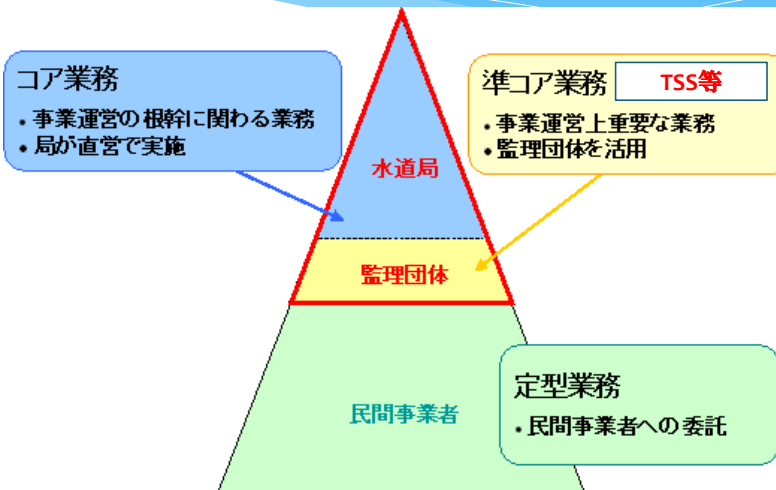 コア業務
・事業運営の根幹に関わる業務
・局が直営で実施
準コア業務 TSS等
・事業運営上重要な業務
・監理団体を活用
水道局
監理団体
民間事業者
定型業務
・民間事業者への委託